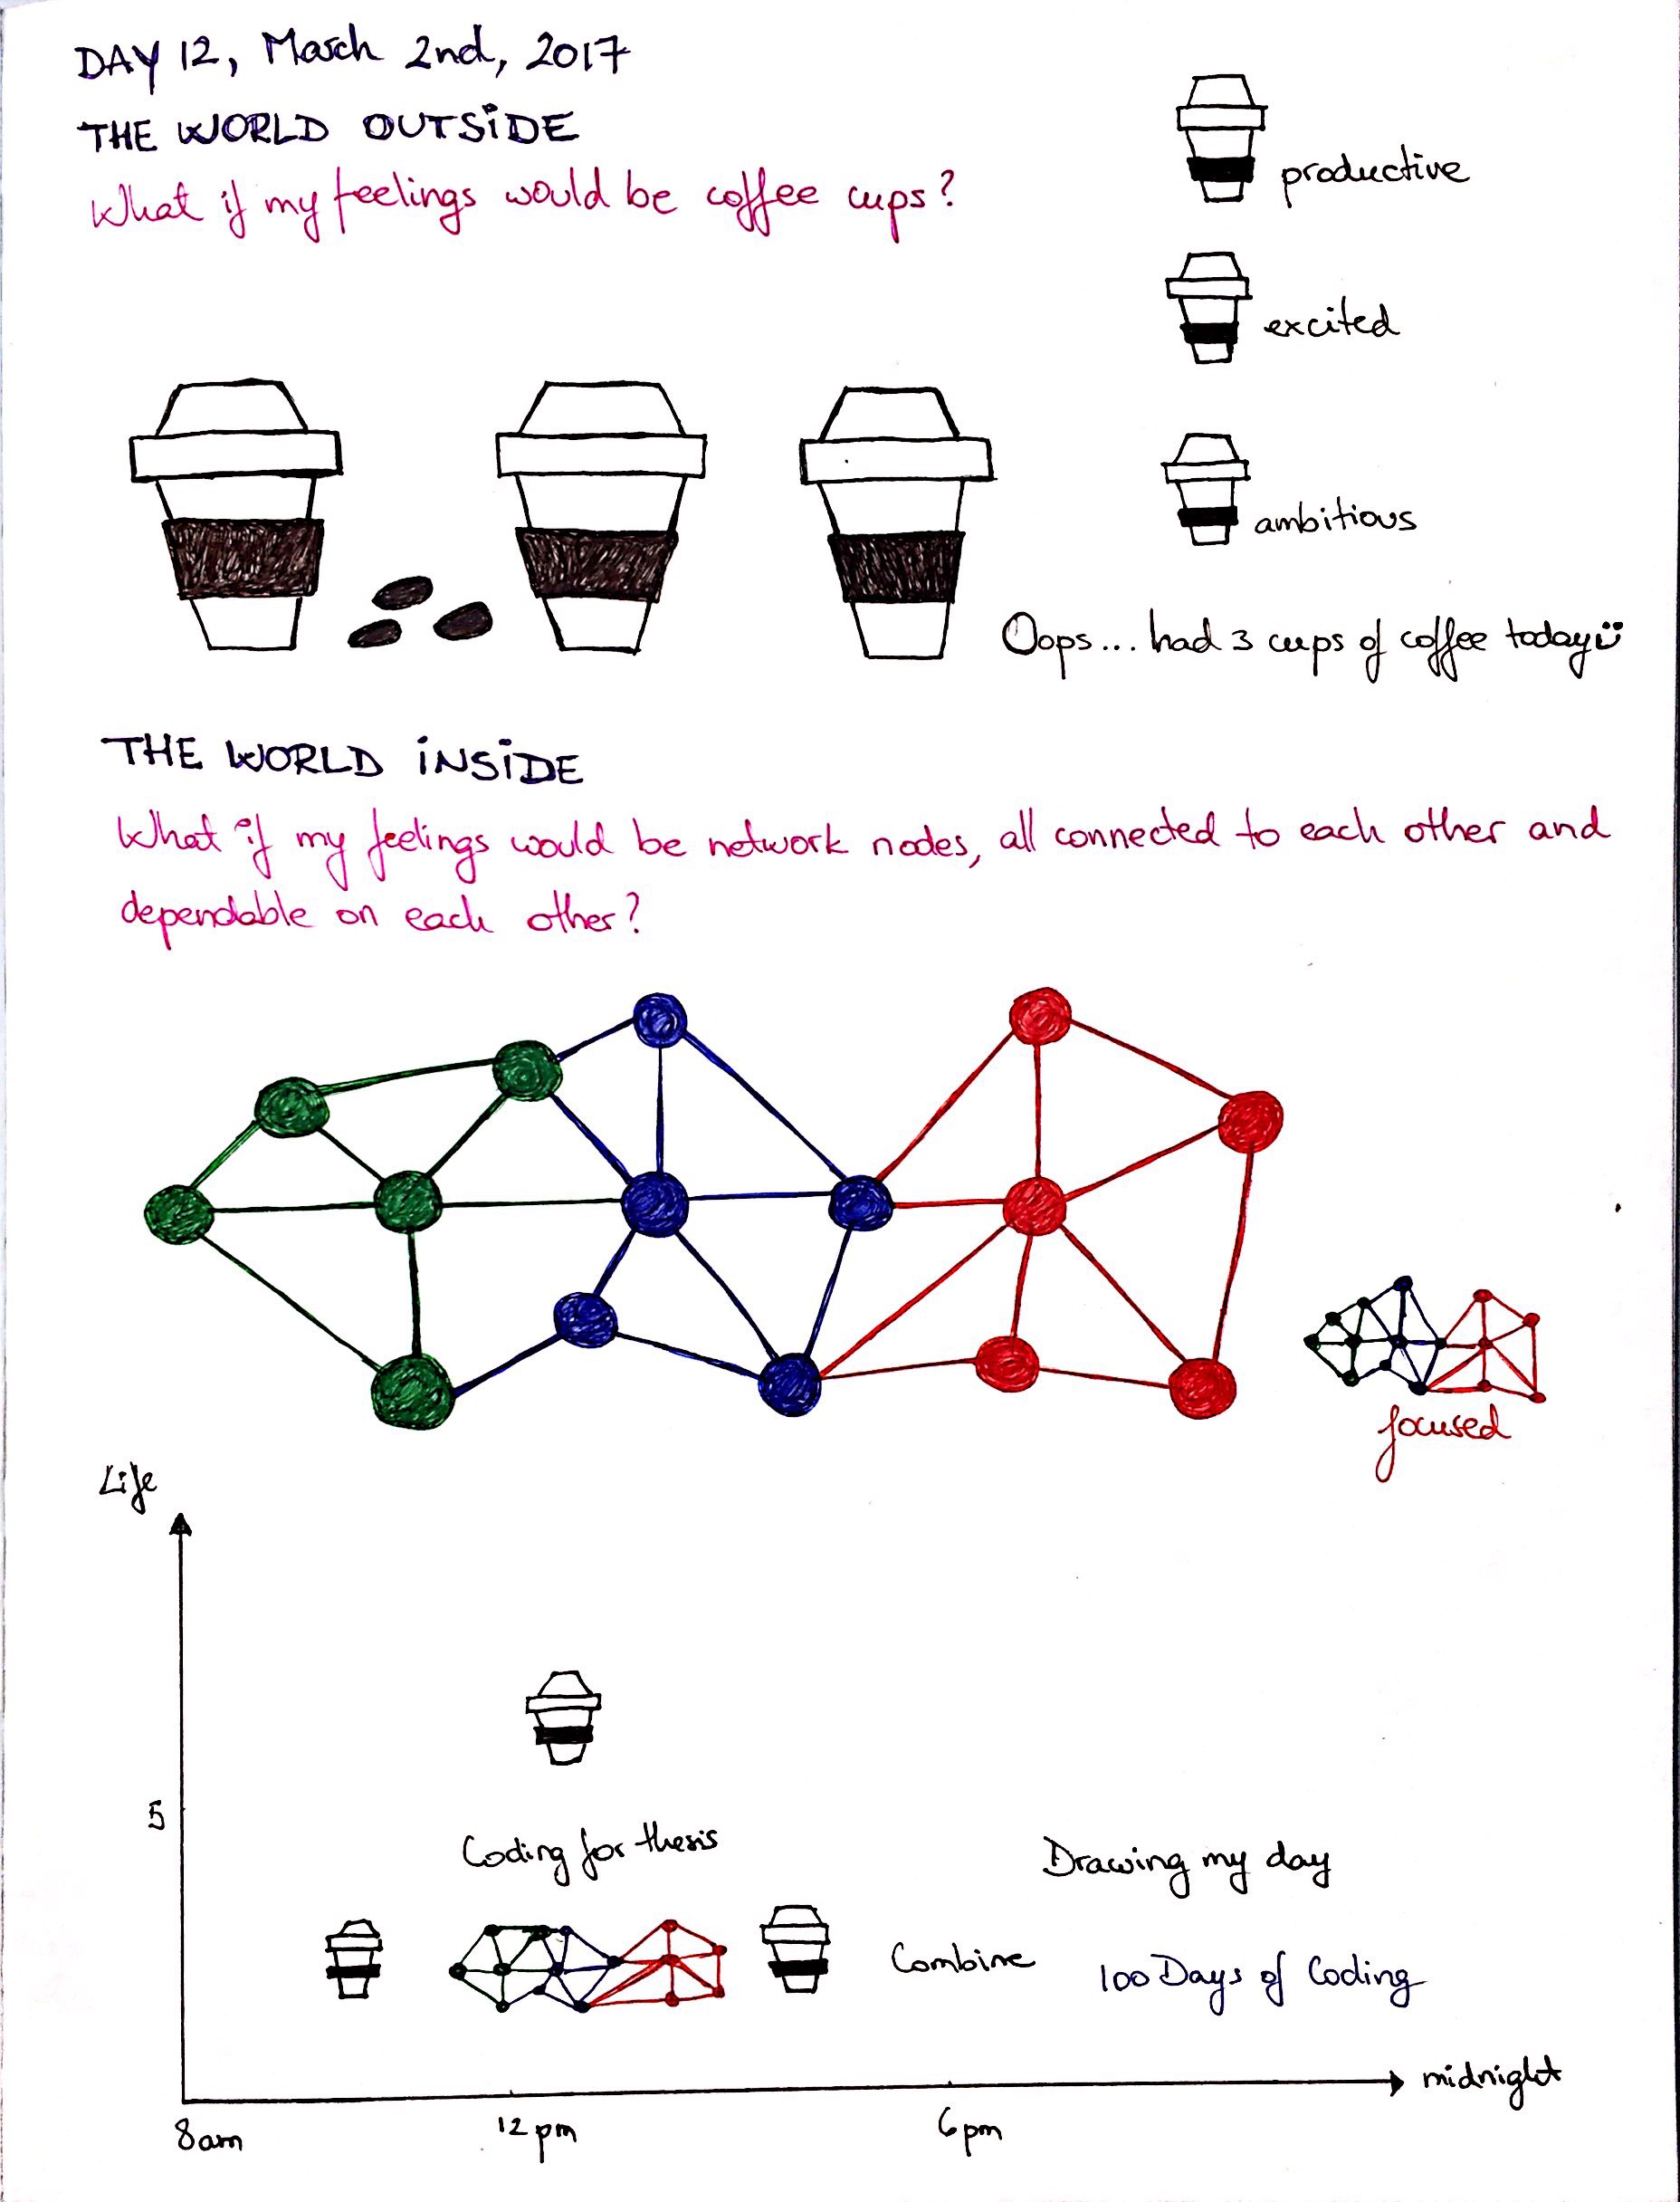 DAY 12, March 2nd, 2017
THE WORLD OUTSiDE
What if my feelings would be coffee cups?
productive
excited
ambitious
Oops... had 3 cups of coffee today
THE WORLD iNSiDE
What if my feelings would be network nodes, all connected to each other and
dependable on each other?
focused
Life
5
Coding for thesis
Drawing my day
Combine
100 Days of Coding
midnight
8am
12pm
6pm